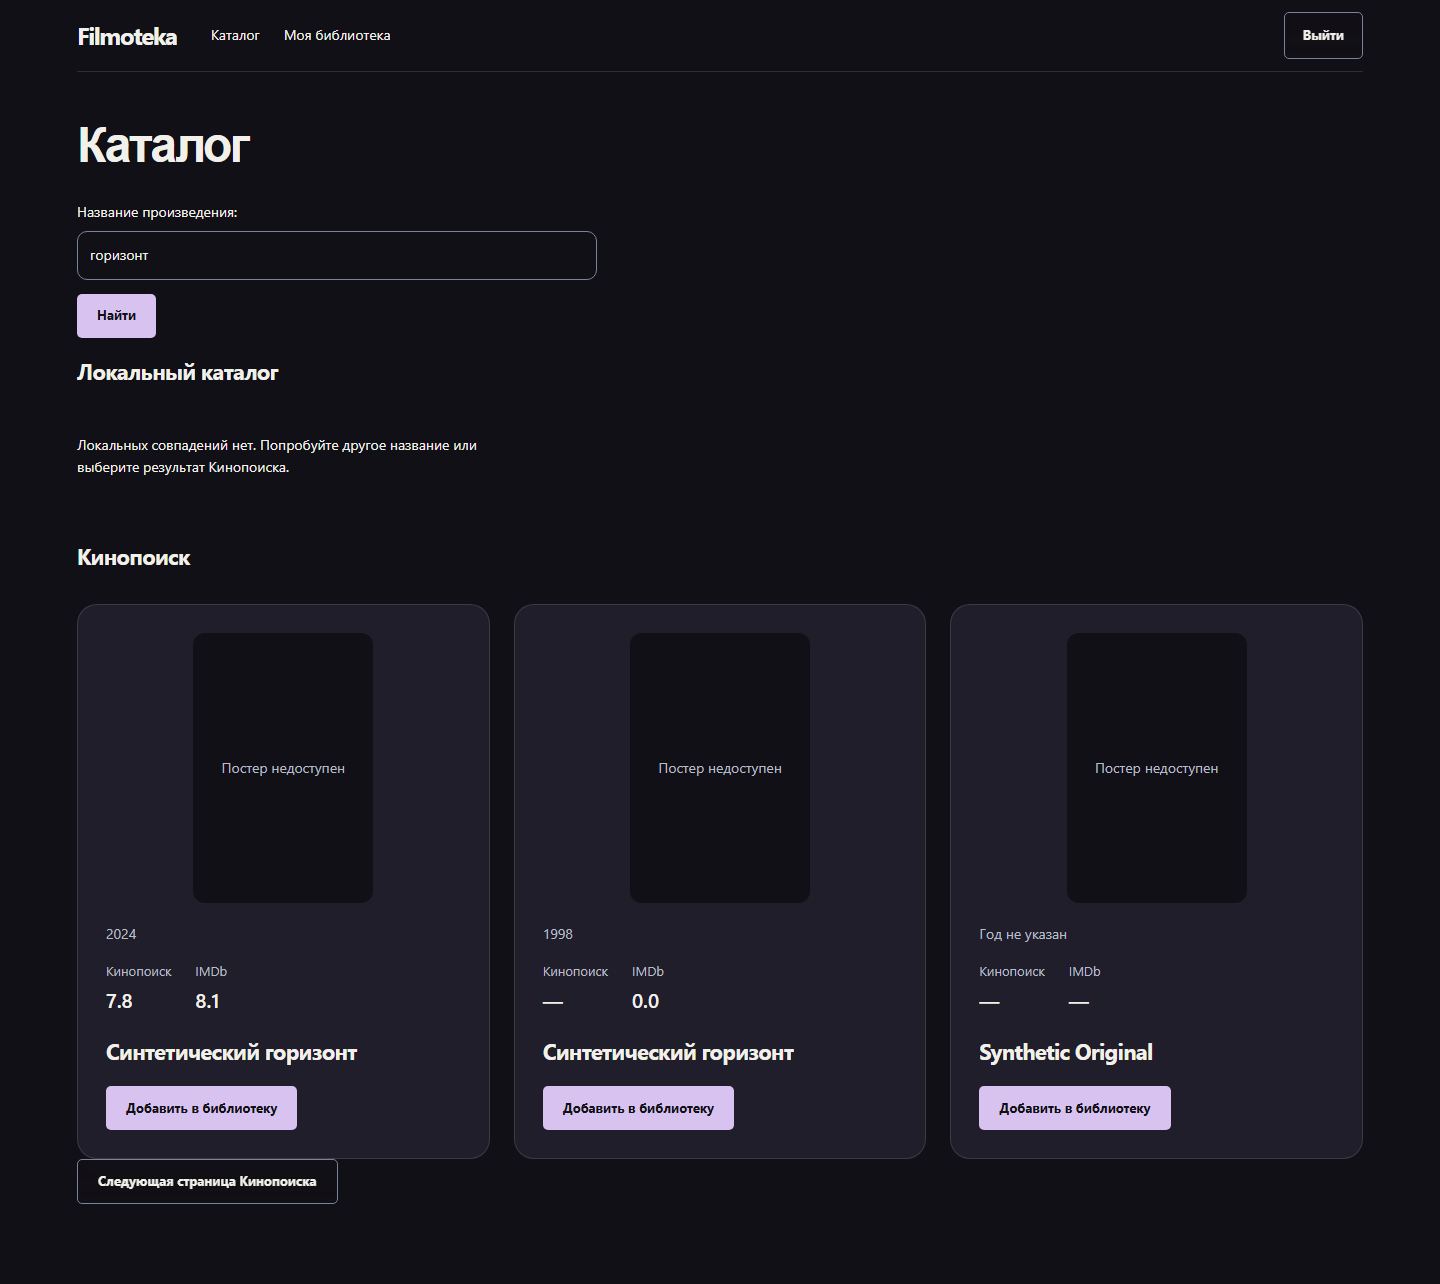 Filmoteka
Каталог
Моя библиотека
Выйти
Каталог
Название произведения:
горизонт
Найти
Локальный каталог
Локальных совпадений нет. Попробуйте другое название или
выберите результат Кинопоиска.
Кинопоиск
Постер недоступен
2024
Кинопоиск IMDb
7.8 8.1
Синтетический горизонт
Добавить в библиотеку
Постер недоступен
1998
Кинопоиск IMDb
— 0.0
Синтетический горизонт
Добавить в библиотеку
Постер недоступен
Год не указан
Кинопоиск IMDb
— —
Synthetic Original
Добавить в библиотеку
Следующая страница Кинопоиска